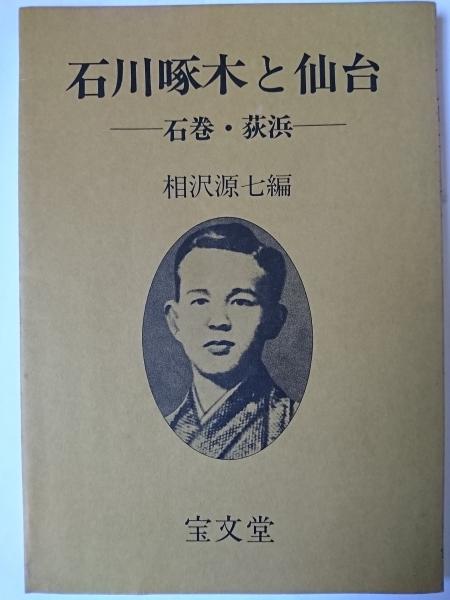 石川啄木と仙台
──石巻・荻浜──
相沢源七編
宝文堂